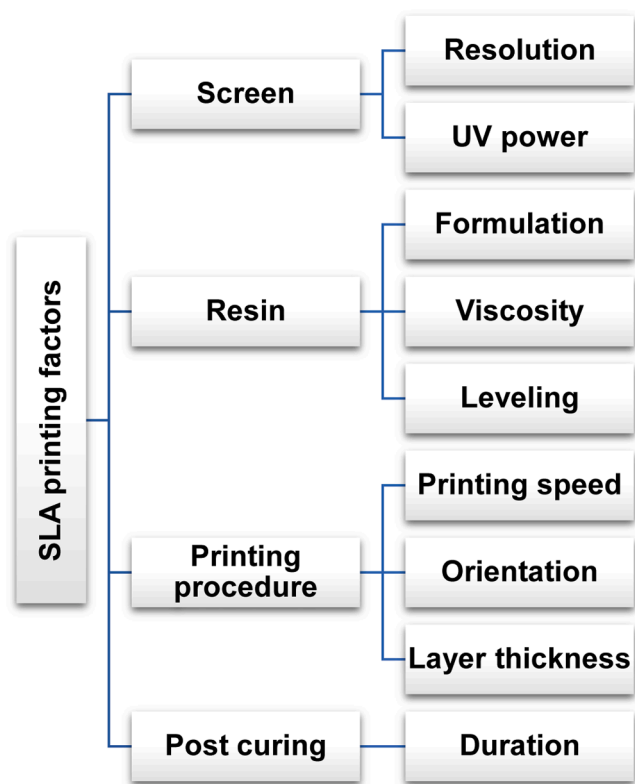 SLA printing factors
Screen
Resolution
UV power
Resin
Formulation
Viscosity
Leveling
Printing
procedure
Printing speed
Orientation
Layer thickness
Post curing
Duration